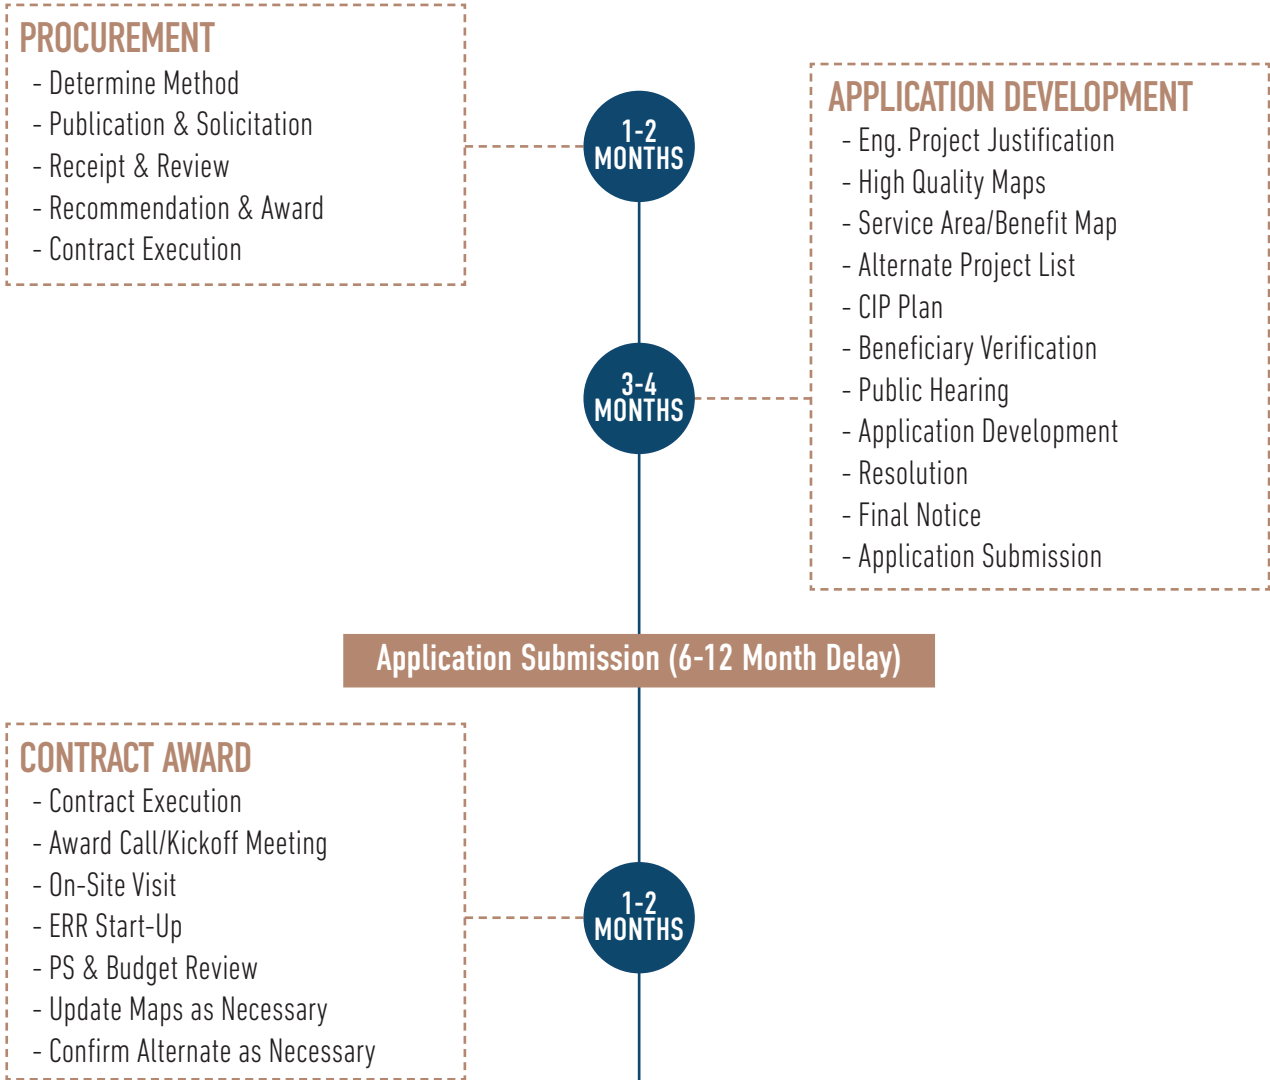 PROCUREMENT
- Determine Method
- Publication & Solicitation
- Receipt & Review
- Recommendation & Award
- Contract Execution
1-2
MONTHS
APPLICATION DEVELOPMENT
- Eng. Project Justification
- High Quality Maps
- Service Area/Benefit Map
- Alternate Project List
- CIP Plan
- Beneficiary Verification
- Public Hearing
- Application Development
- Resolution
- Final Notice
- Application Submission
3-4
MONTHS
Application Submission (6-12 Month Delay)
CONTRACT AWARD
- Contract Execution
- Award Call/Kickoff Meeting
- On-Site Visit
- ERR Start-Up
- PS & Budget Review
- Update Maps as Necessary
- Confirm Alternate as Necessary
1-2
MONTHS